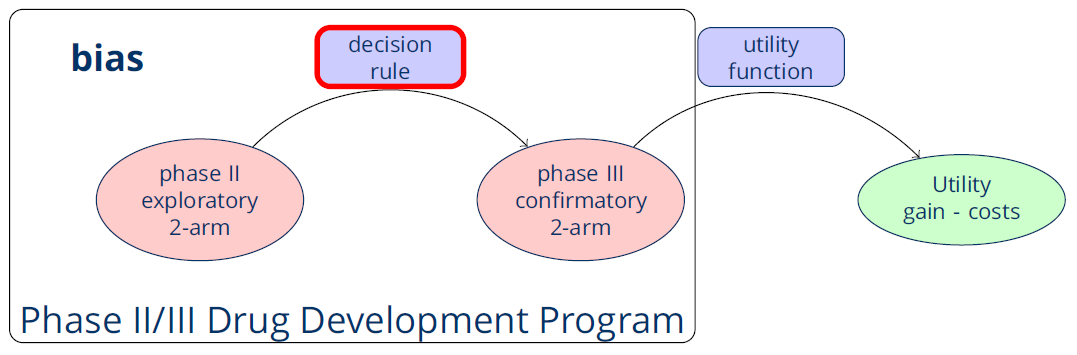 bias
decision
rule
utility
function
phase II
exploratory
2-arm
phase III
confirmatory
2-arm
Utility
gain - costs
Phase II/III Drug Development Program